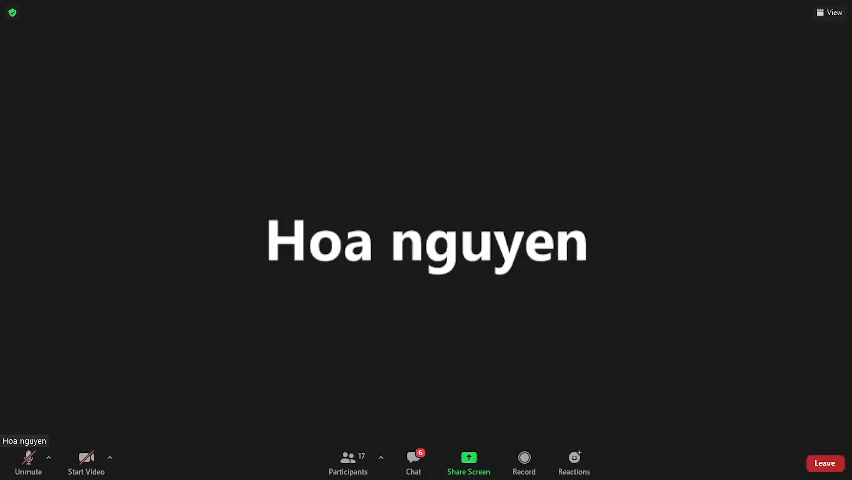 View
Hoa nguyen
Hoa nguyen
Unmute
Start Video
17
Participants
6
Chat
Share Screen
Record
Reactions
Leave